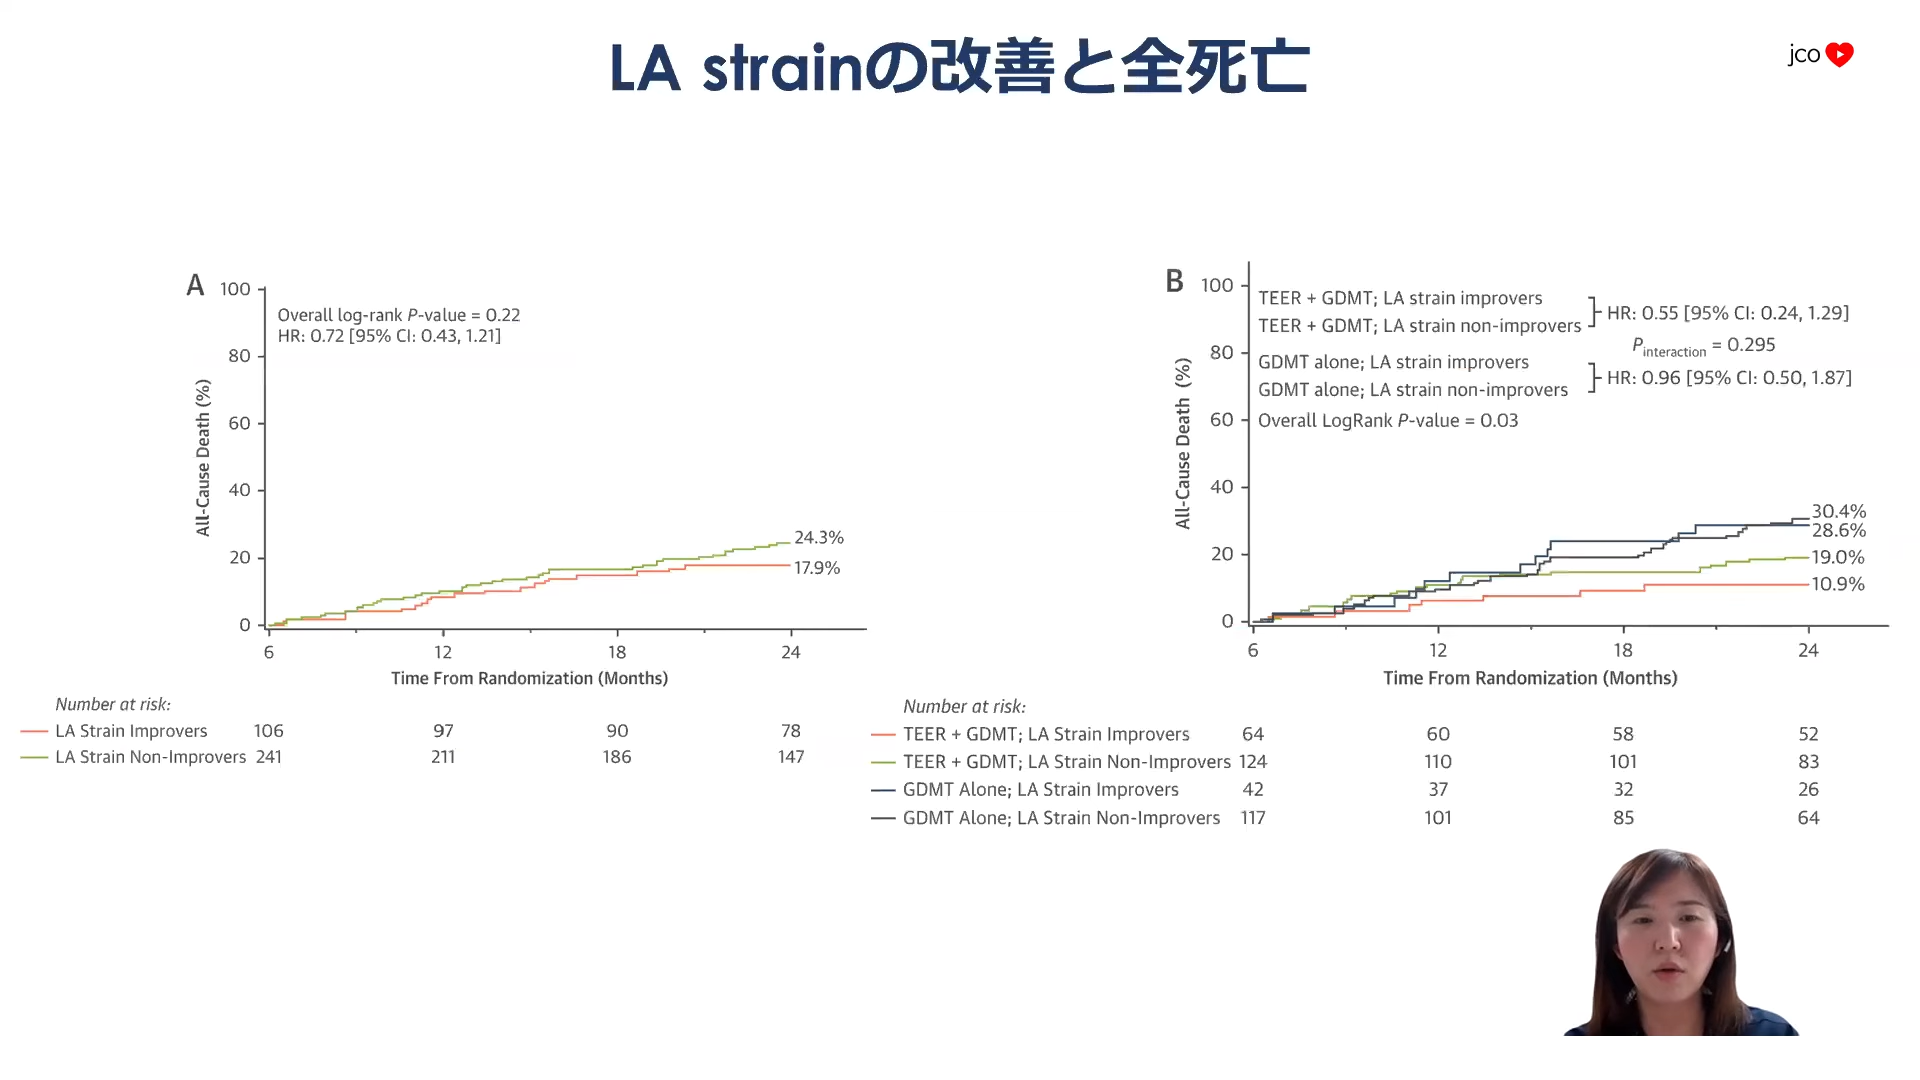 LA strainの改善と全死亡
jco
A
100
80
60
40
20
0
All-Cause Death (%)
Overall log-rank P-value = 0.22
HR: 0.72 [95% CI: 0.43, 1.21]
24.3%
17.9%
6 12 18 24
Time From Randomization (Months)
Number at risk:
LA Strain Improvers 106 97 90 78
LA Strain Non-Improvers 241 211 186 147
B
100
80
60
40
20
0
All-Cause Death (%)
TEER + GDMT; LA strain improvers
TEER + GDMT; LA strain non-improvers
HR: 0.55 [95% CI: 0.24, 1.29]
Pinteraction = 0.295
GDMT alone; LA strain improvers
GDMT alone; LA strain non-improvers
HR: 0.96 [95% CI: 0.50, 1.87]
Overall LogRank P-value = 0.03
30.4%
28.6%
19.0%
10.9%
6 12 18 24
Time From Randomization (Months)
Number at risk:
TEER + GDMT; LA Strain Improvers 64 60 58 52
TEER + GDMT; LA Strain Non-Improvers 124 110 101 83
GDMT Alone; LA Strain Improvers 42 37 32 26
GDMT Alone; LA Strain Non-Improvers 117 101 85 64